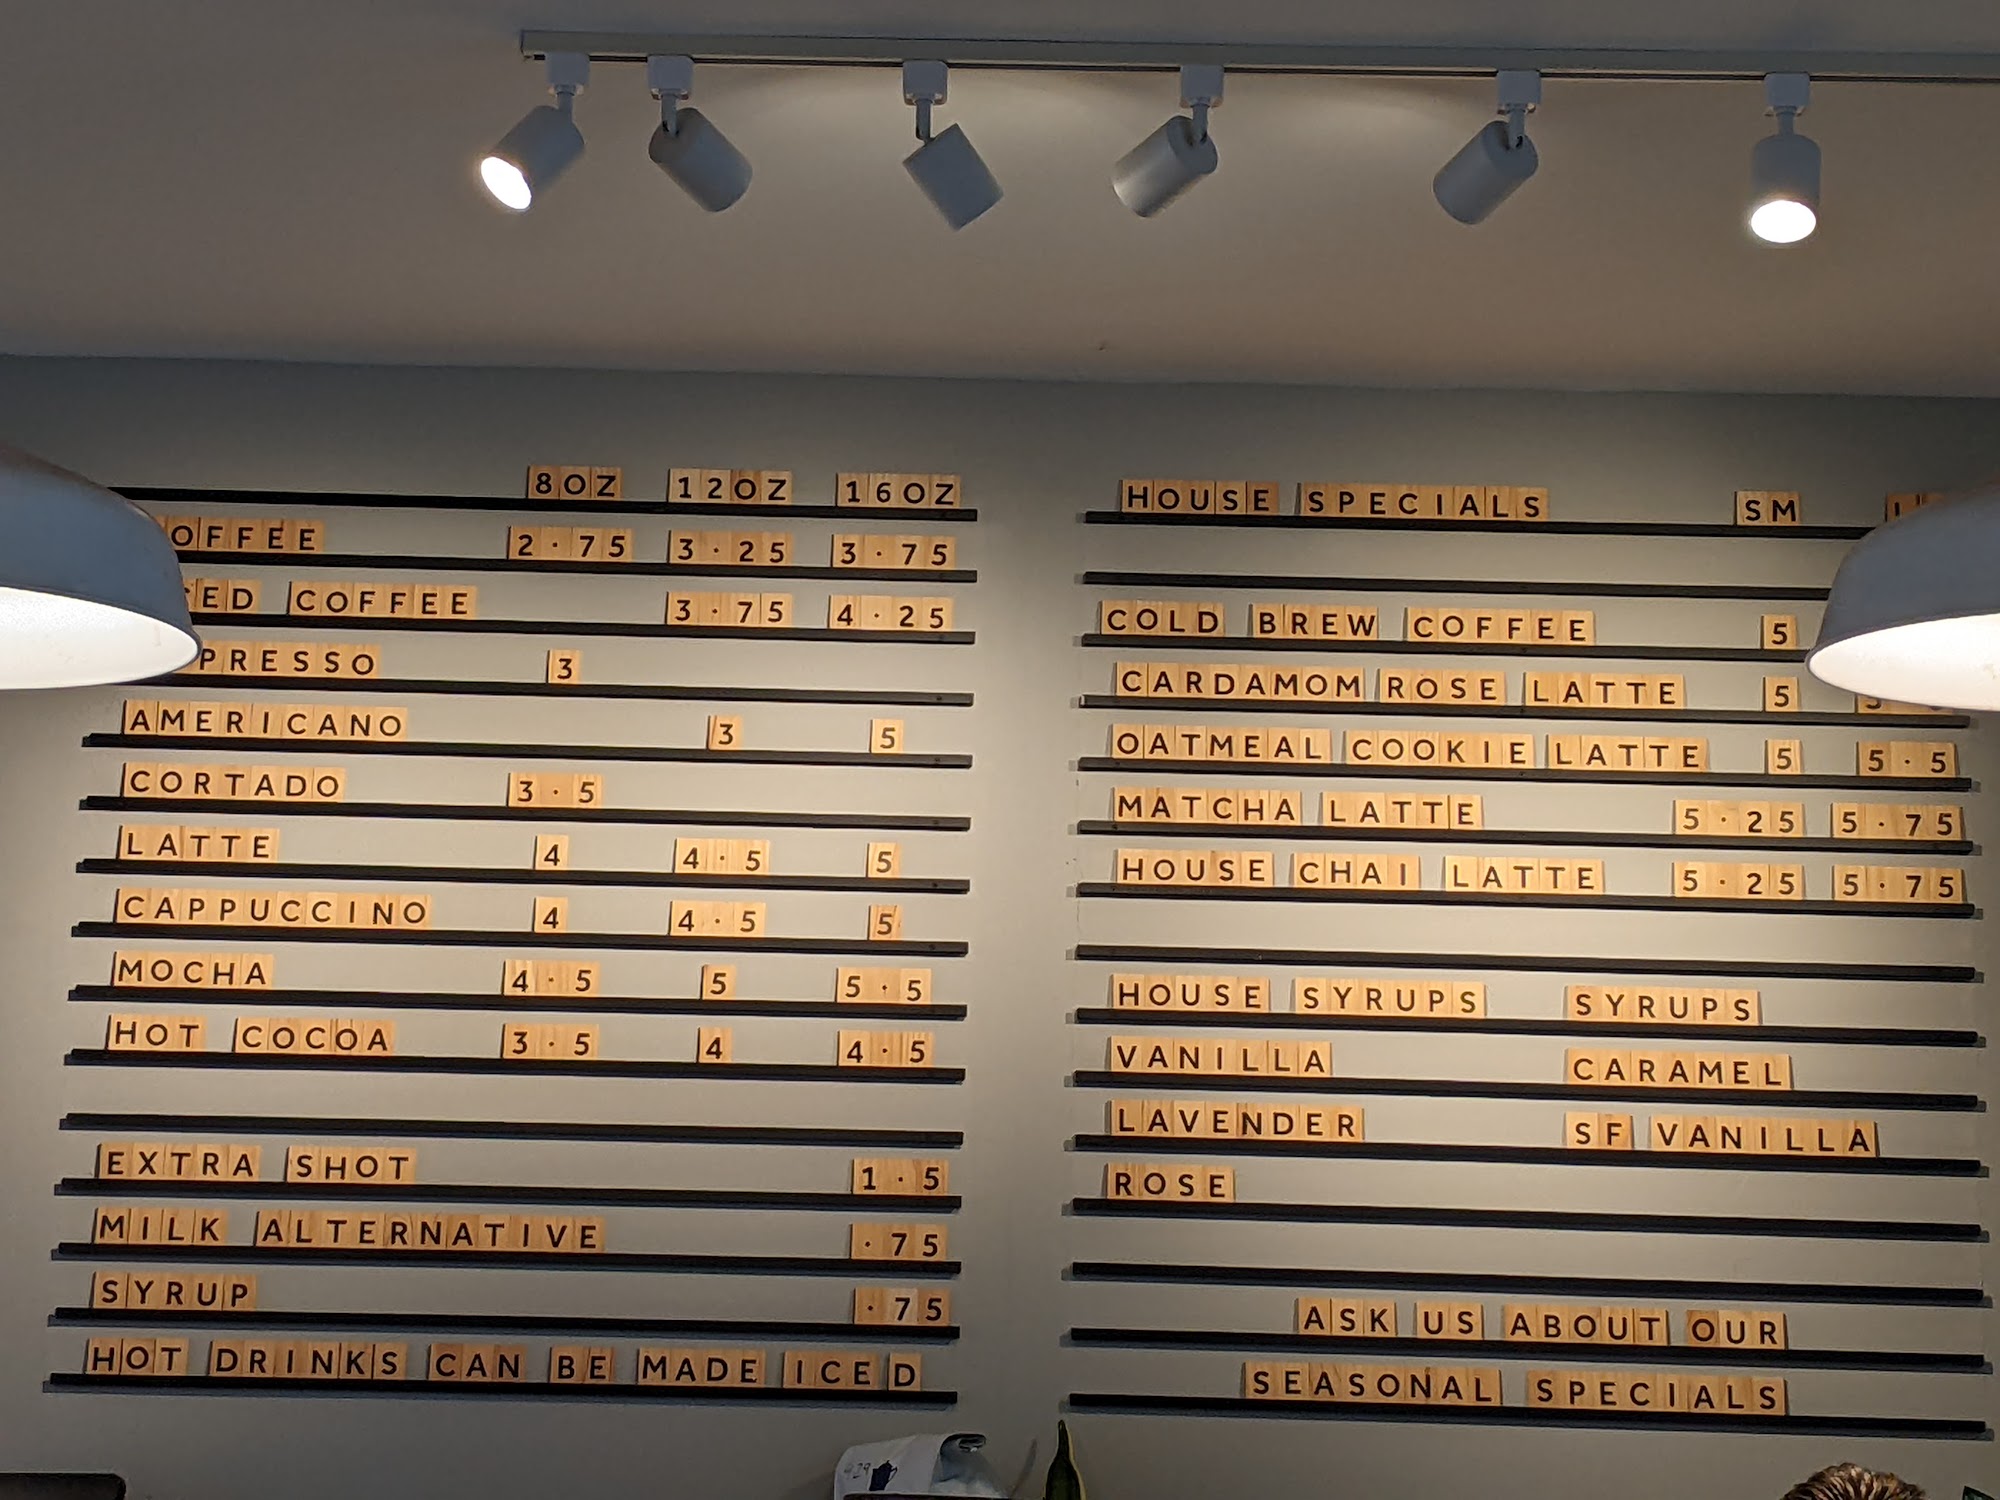 8OZ 12OZ 16OZ
OFFEE 2·75 3·25 3·75
ED COFFEE 3·75 4·25
PRESSO 3
AMERICANO 3 5
CORTADO 3·5
LATTE 4 4·5 5
CAPPUCCINO 4 4·5 5
MOCHA 4·5 5 5·5
HOT COCOA 3·5 4 4·5
EXTRA SHOT 1·5
MILK ALTERNATIVE ·75
SYRUP ·75
HOT DRINKS CAN BE MADE ICED
HOUSE SPECIALS SM
COLD BREW COFFEE 5
CARDAMOM ROSE LATTE 5
OATMEAL COOKIE LATTE 5 5·5
MATCHA LATTE 5·25 5·75
HOUSE CHAI LATTE 5·25 5·75
HOUSE SYRUPS SYRUPS
VANILLA CARAMEL
LAVENDER SF VANILLA
ROSE
ASK US ABOUT OUR
SEASONAL SPECIALS